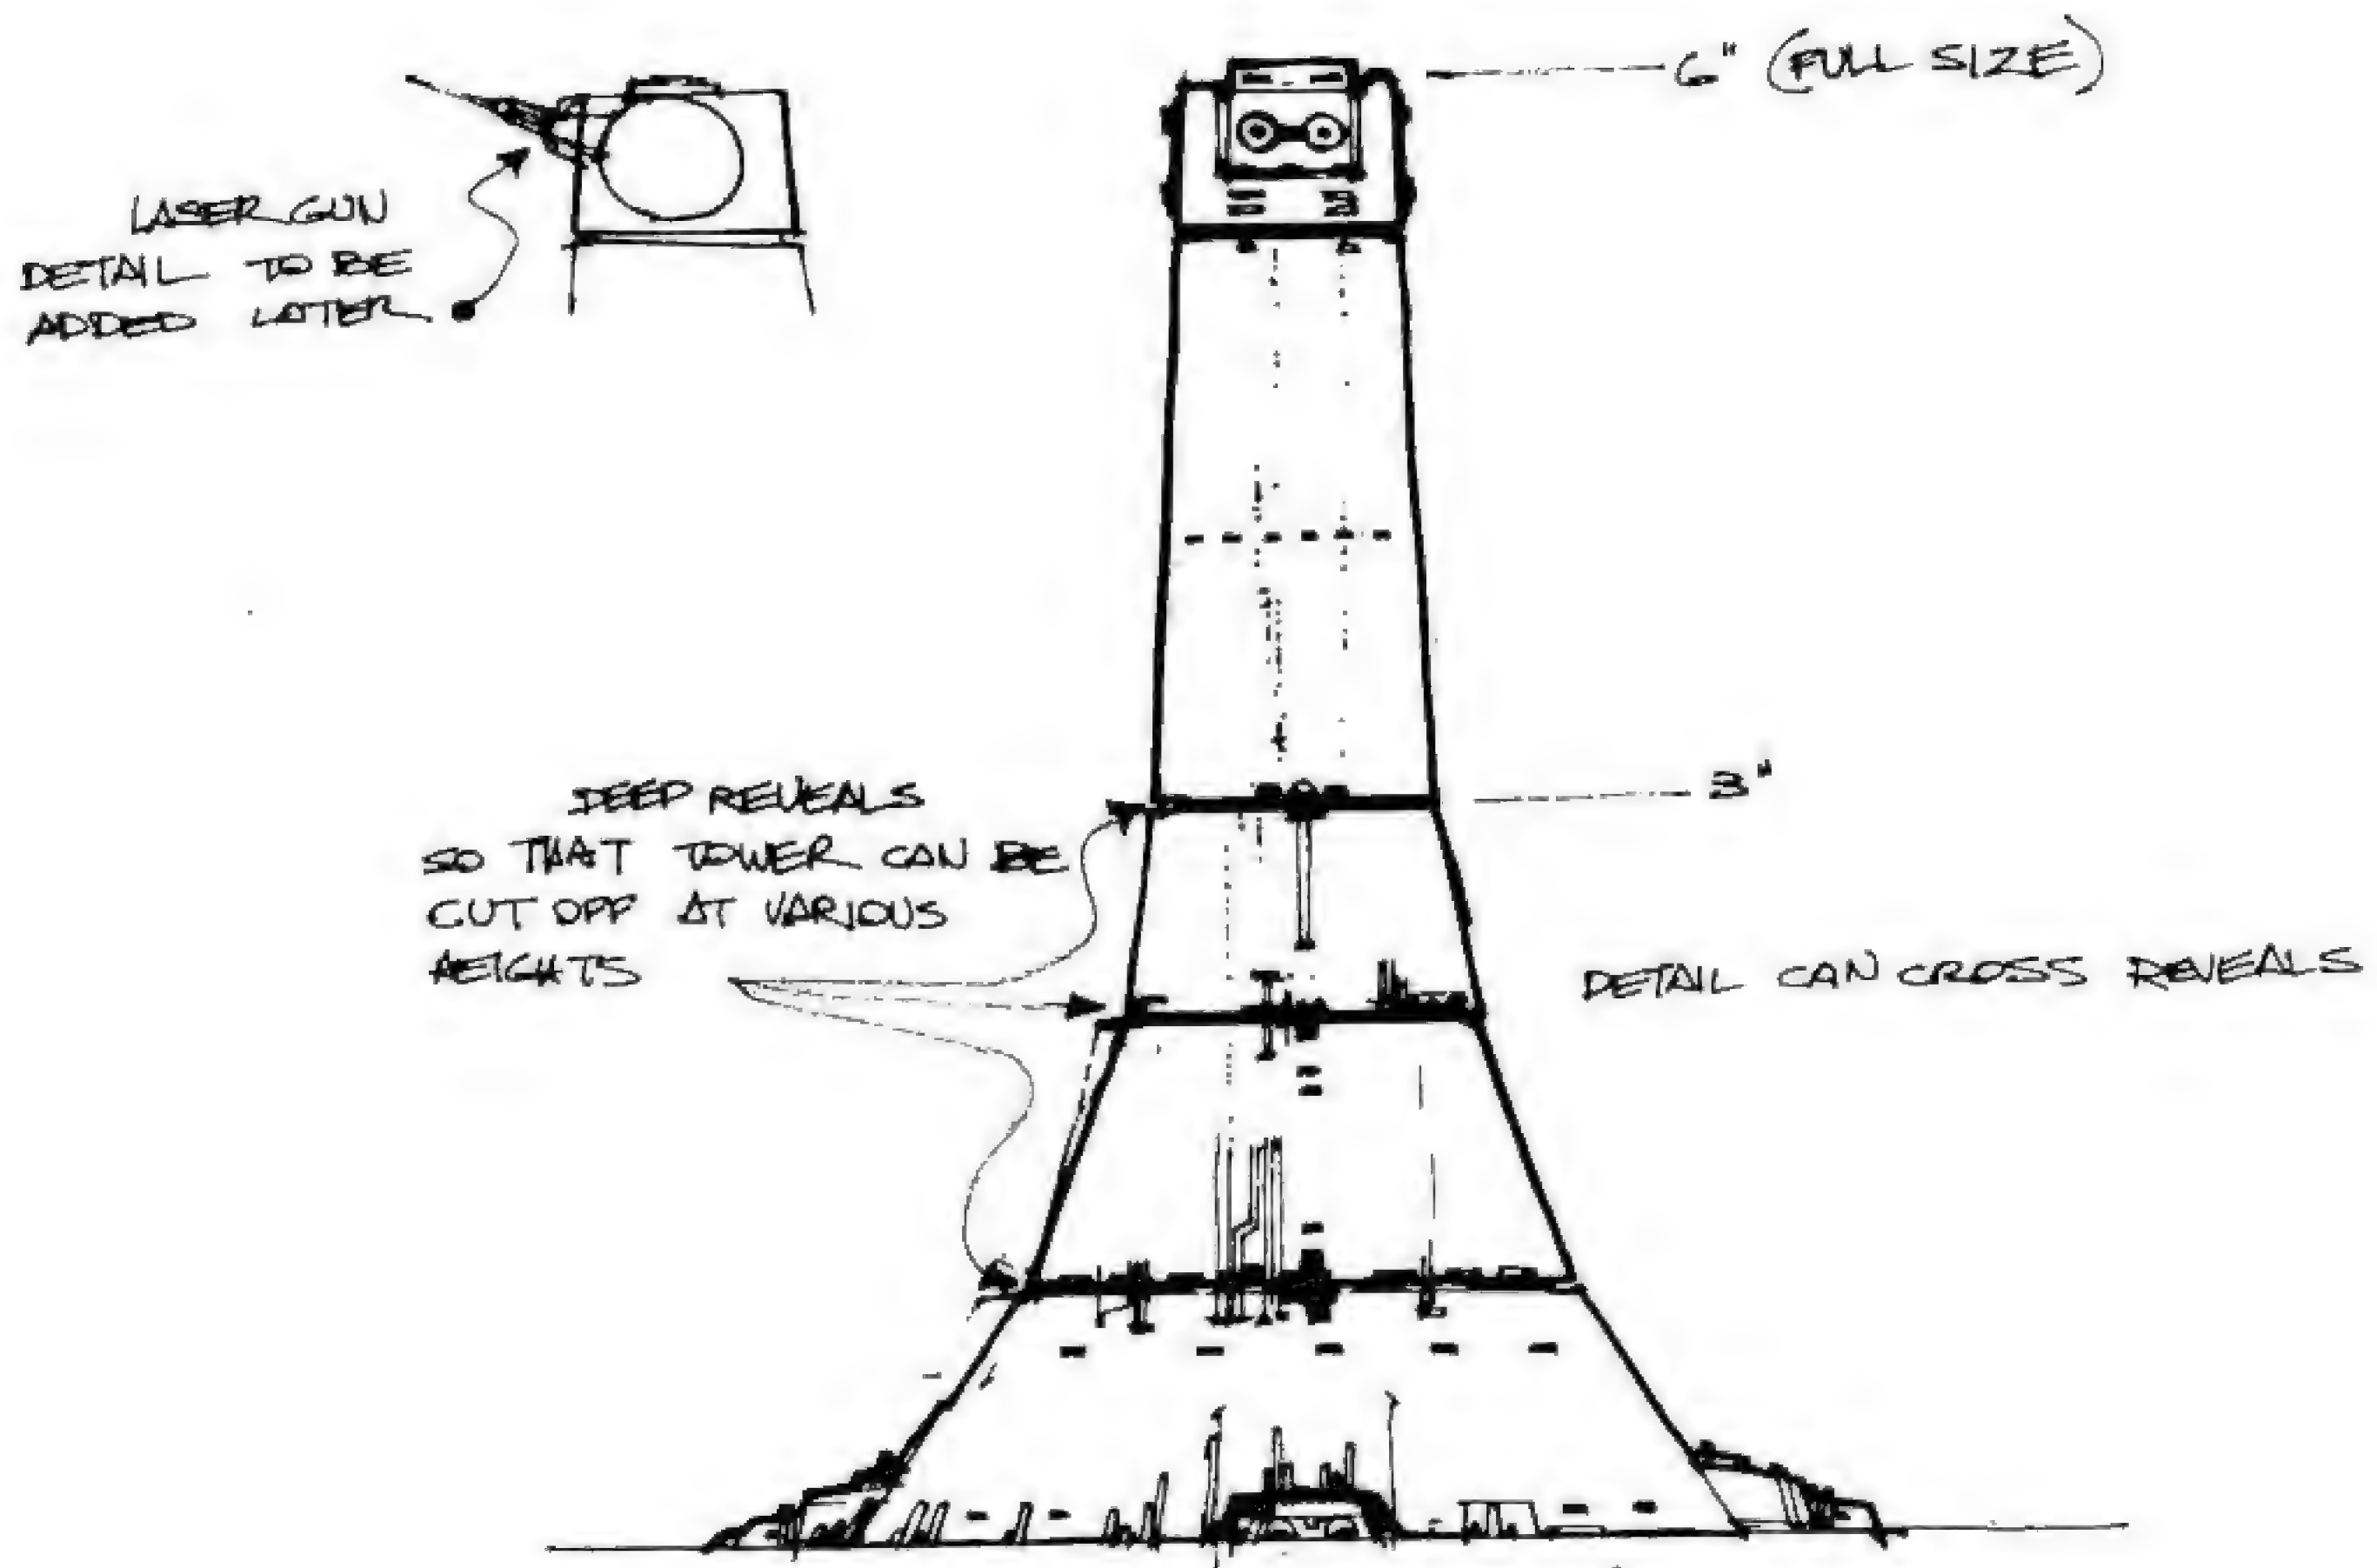 6" (FULL SIZE)
LASER GUN
DETAIL TO BE
ADDED LATER
3"
DEEP REVEALS
SO THAT TOWER CAN BE
CUT OFF AT VARIOUS
HEIGHTS
DETAIL CAN CROSS REVEALS